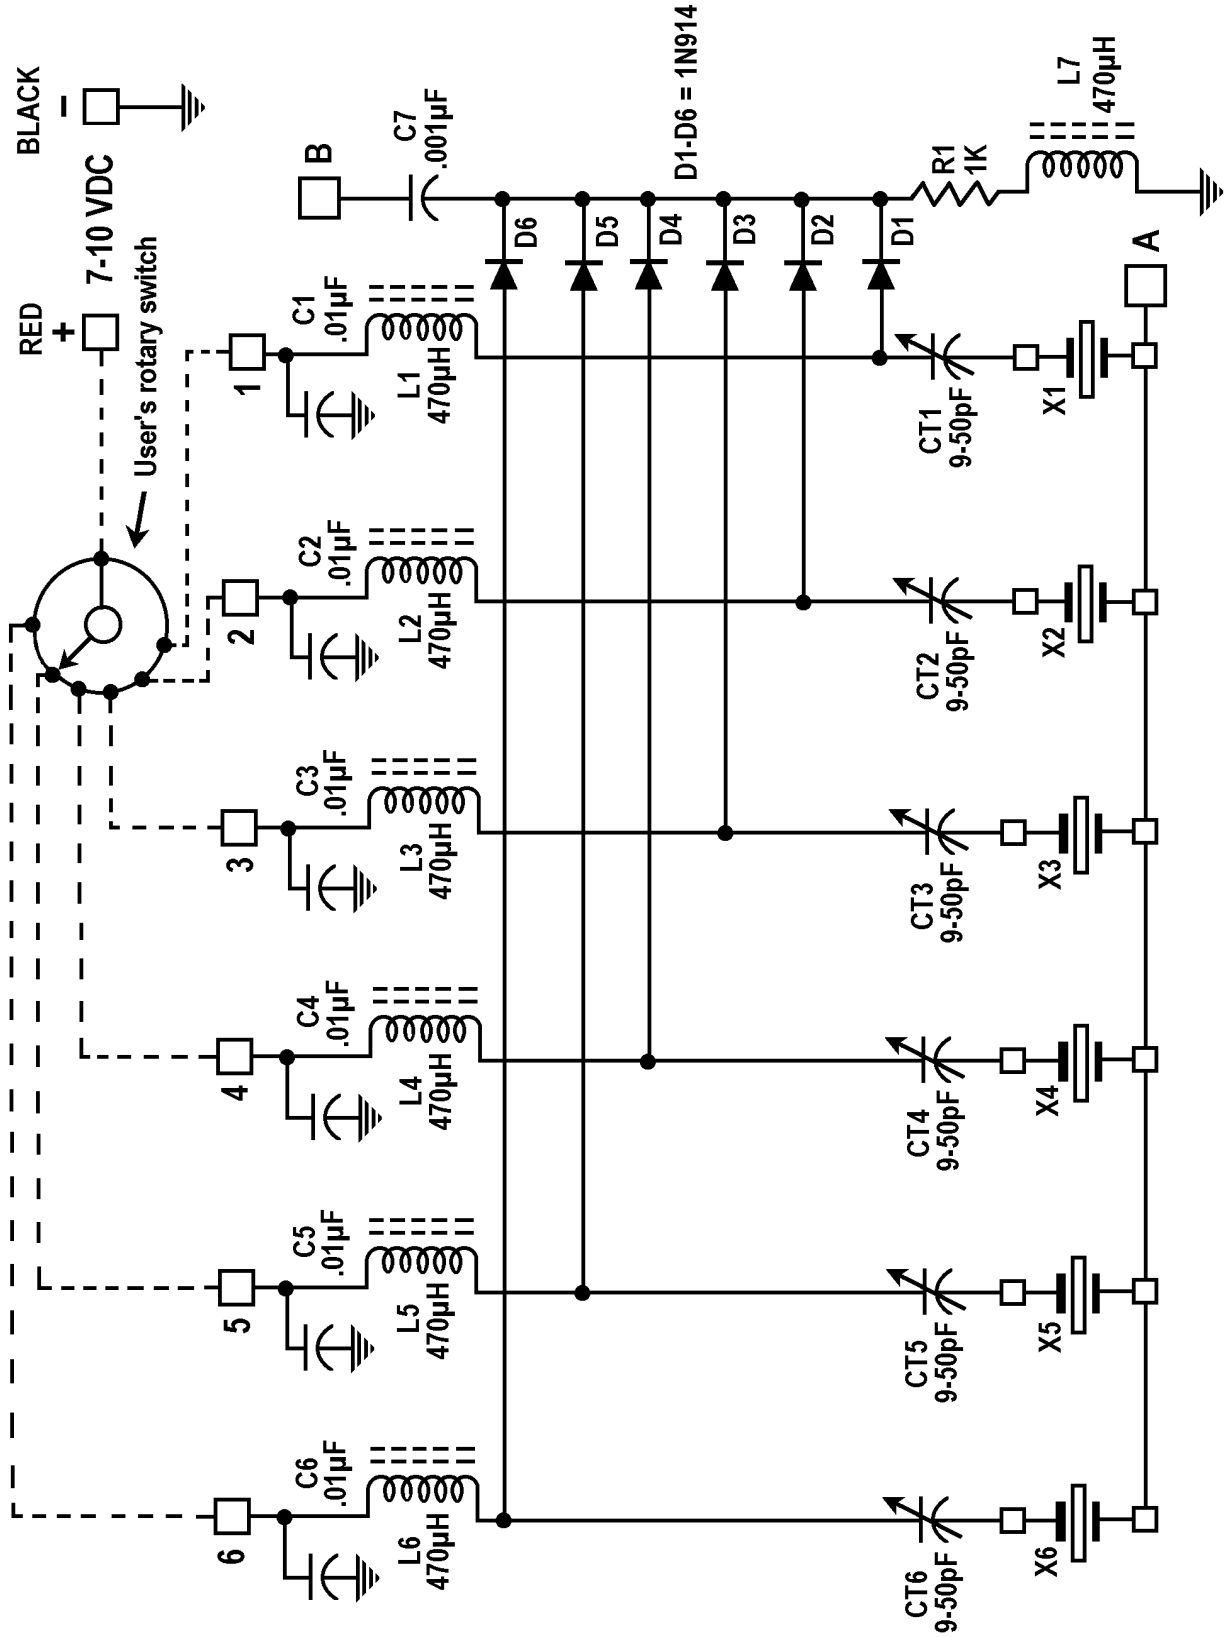 BLACK
–
RED
+
7-10 VDC
User's rotary switch
B
C7
.001µF
D1-D6 = 1N914
R1
1K
L7
470µH
A
D6
D5
D4
D3
D2
D1
1
C1
.01µF
L1
470µH
CT1
9-50pF
X1
2
C2
.01µF
L2
470µH
CT2
9-50pF
X2
3
C3
.01µF
L3
470µH
CT3
9-50pF
X3
4
C4
.01µF
L4
470µH
CT4
9-50pF
X4
5
C5
.01µF
L5
470µH
CT5
9-50pF
X5
6
C6
.01µF
L6
470µH
CT6
9-50pF
X6